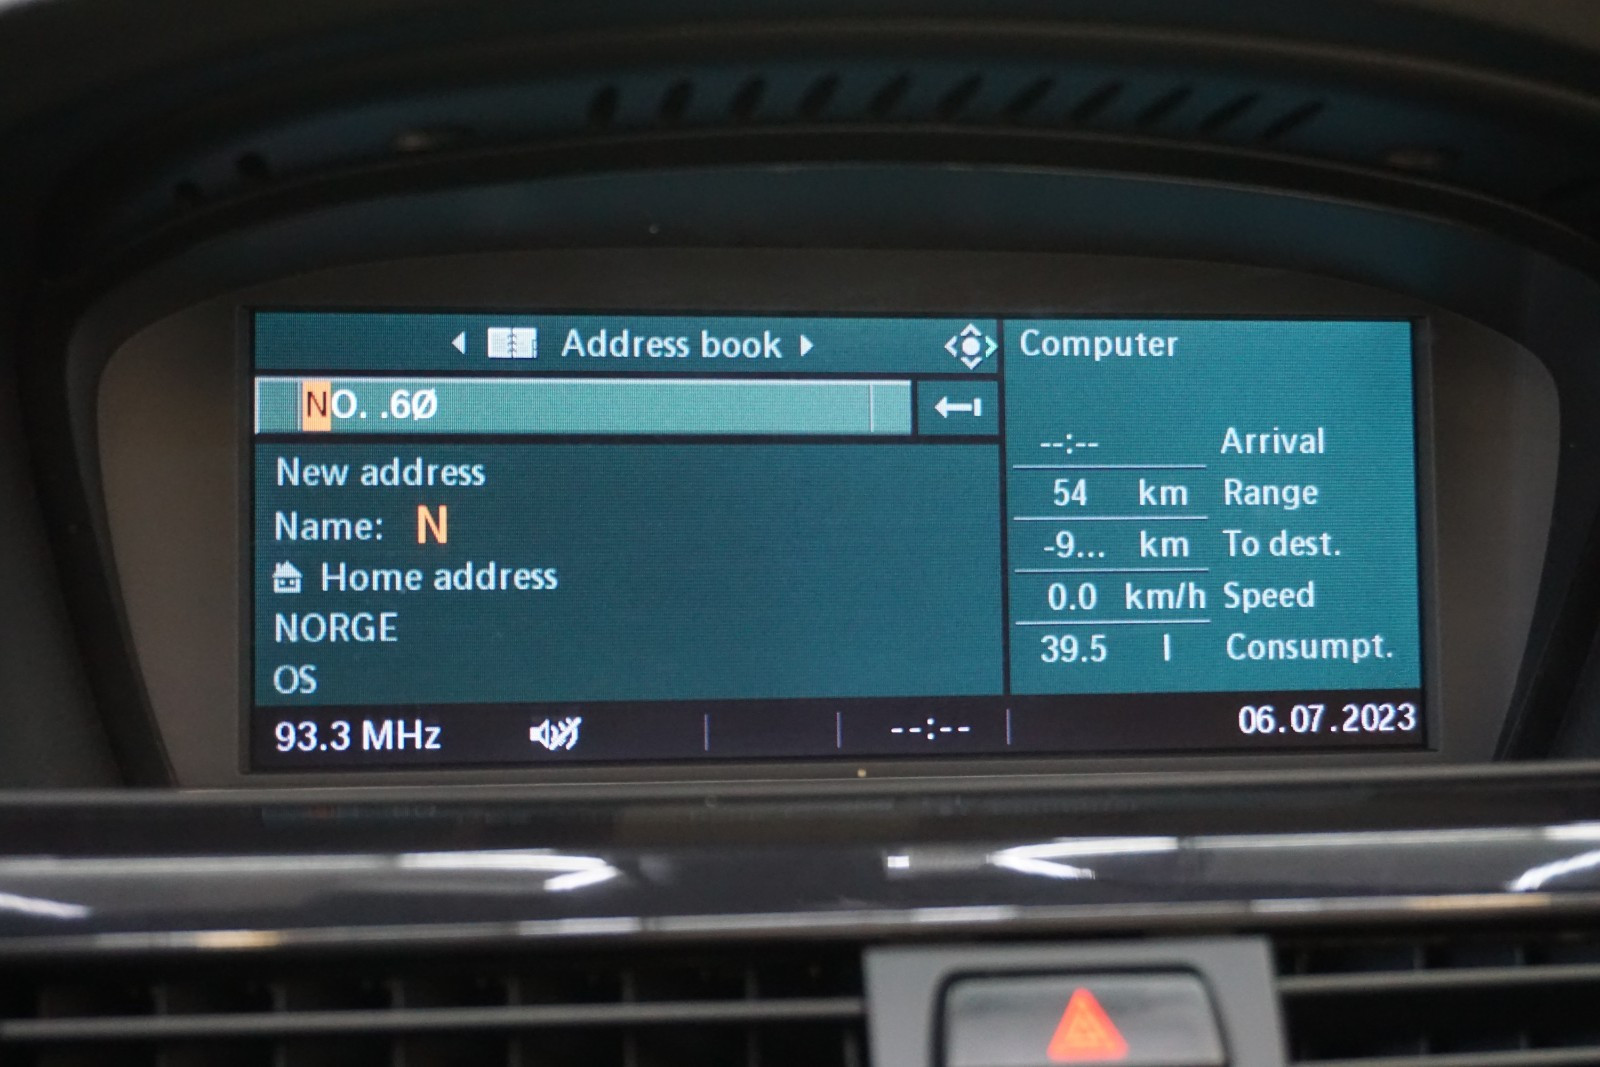 Address book
NO. .6Ø
New address
Name: N
Home address
NORGE
OS
93.3 MHz
--:--
Computer
--:-- Arrival
54 km Range
-9... km To dest.
0.0 km/h Speed
39.5 l Consumpt.
06.07.2023